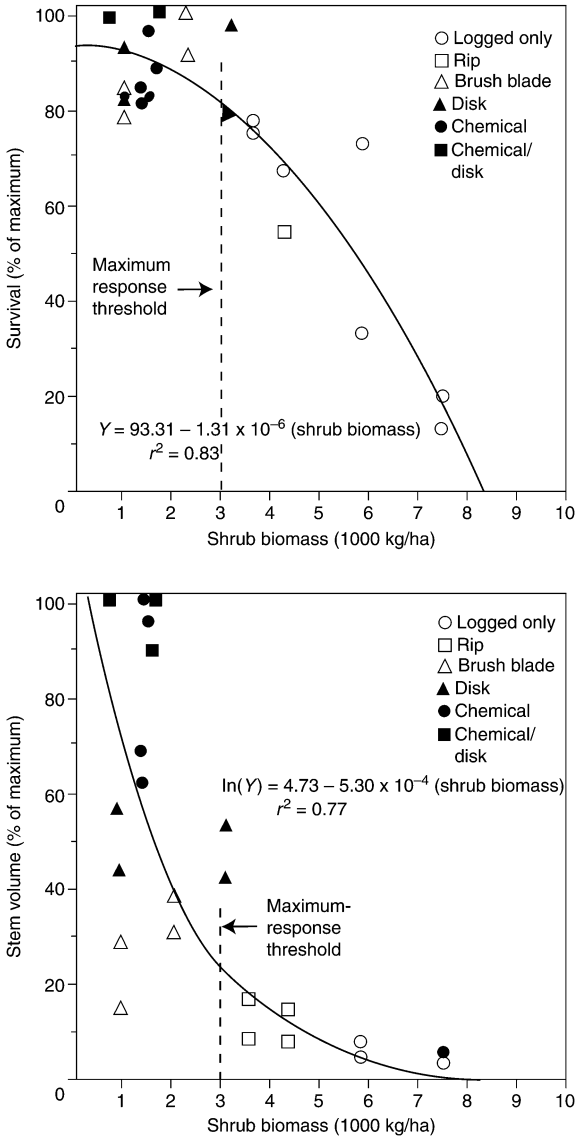 100
80
60
40
20
0
Survival (% of maximum)
Logged only
Rip
Brush blade
Disk
Chemical
Chemical/
disk
Maximum
response
threshold
Y = 93.31 – 1.31 x 10⁻⁶ (shrub biomass)
r² = 0.83
1 2 3 4 5 6 7 8 9 10
Shrub biomass (1000 kg/ha)
100
80
60
40
20
0
Stem volume (% of maximum)
Logged only
Rip
Brush blade
Disk
Chemical
Chemical/
disk
ln(Y) = 4.73 – 5.30 x 10⁻⁴ (shrub biomass)
r² = 0.77
Maximum-
response
threshold
1 2 3 4 5 6 7 8 9 10
Shrub biomass (1000 kg/ha)